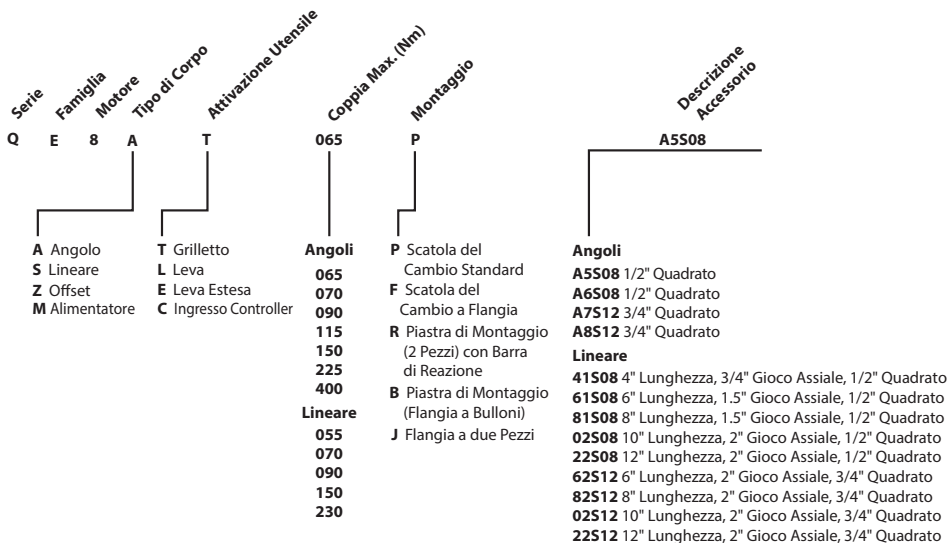 Serie
Famiglia
Motore
Tipo di Corpo
Attivazione Utensile
Coppia Max. (Nm)
Montaggio
Descrizione
Accessorio
Q E 8 A T 065 P A5S08
A Angolo
S Lineare
Z Offset
M Alimentatore
T Grilletto
L Leva
E Leva Estesa
C Ingresso Controller
Angoli
065
070
090
115
150
225
400
Lineare
055
070
090
150
230
P Scatola del
Cambio Standard
F Scatola del
Cambio a Flangia
R Piastra di Montaggio
(2 Pezzi) con Barra
di Reazione
B Piastra di Montaggio
(Flangia a Bulloni)
J Flangia a due Pezzi
Angoli
A5S08 1/2" Quadrato
A6S08 1/2" Quadrato
A7S12 3/4" Quadrato
A8S12 3/4" Quadrato
Lineare
41S08 4" Lunghezza, 3/4" Gioco Assiale, 1/2" Quadrato
61S08 6" Lunghezza, 1.5" Gioco Assiale, 1/2" Quadrato
81S08 8" Lunghezza, 1.5" Gioco Assiale, 1/2" Quadrato
02S08 10" Lunghezza, 2" Gioco Assiale, 1/2" Quadrato
22S08 12" Lunghezza, 2" Gioco Assiale, 1/2" Quadrato
62S12 6" Lunghezza, 2" Gioco Assiale, 3/4" Quadrato
82S12 8" Lunghezza, 2" Gioco Assiale, 3/4" Quadrato
02S12 10" Lunghezza, 2" Gioco Assiale, 3/4" Quadrato
22S12 12" Lunghezza, 2" Gioco Assiale, 3/4" Quadrato